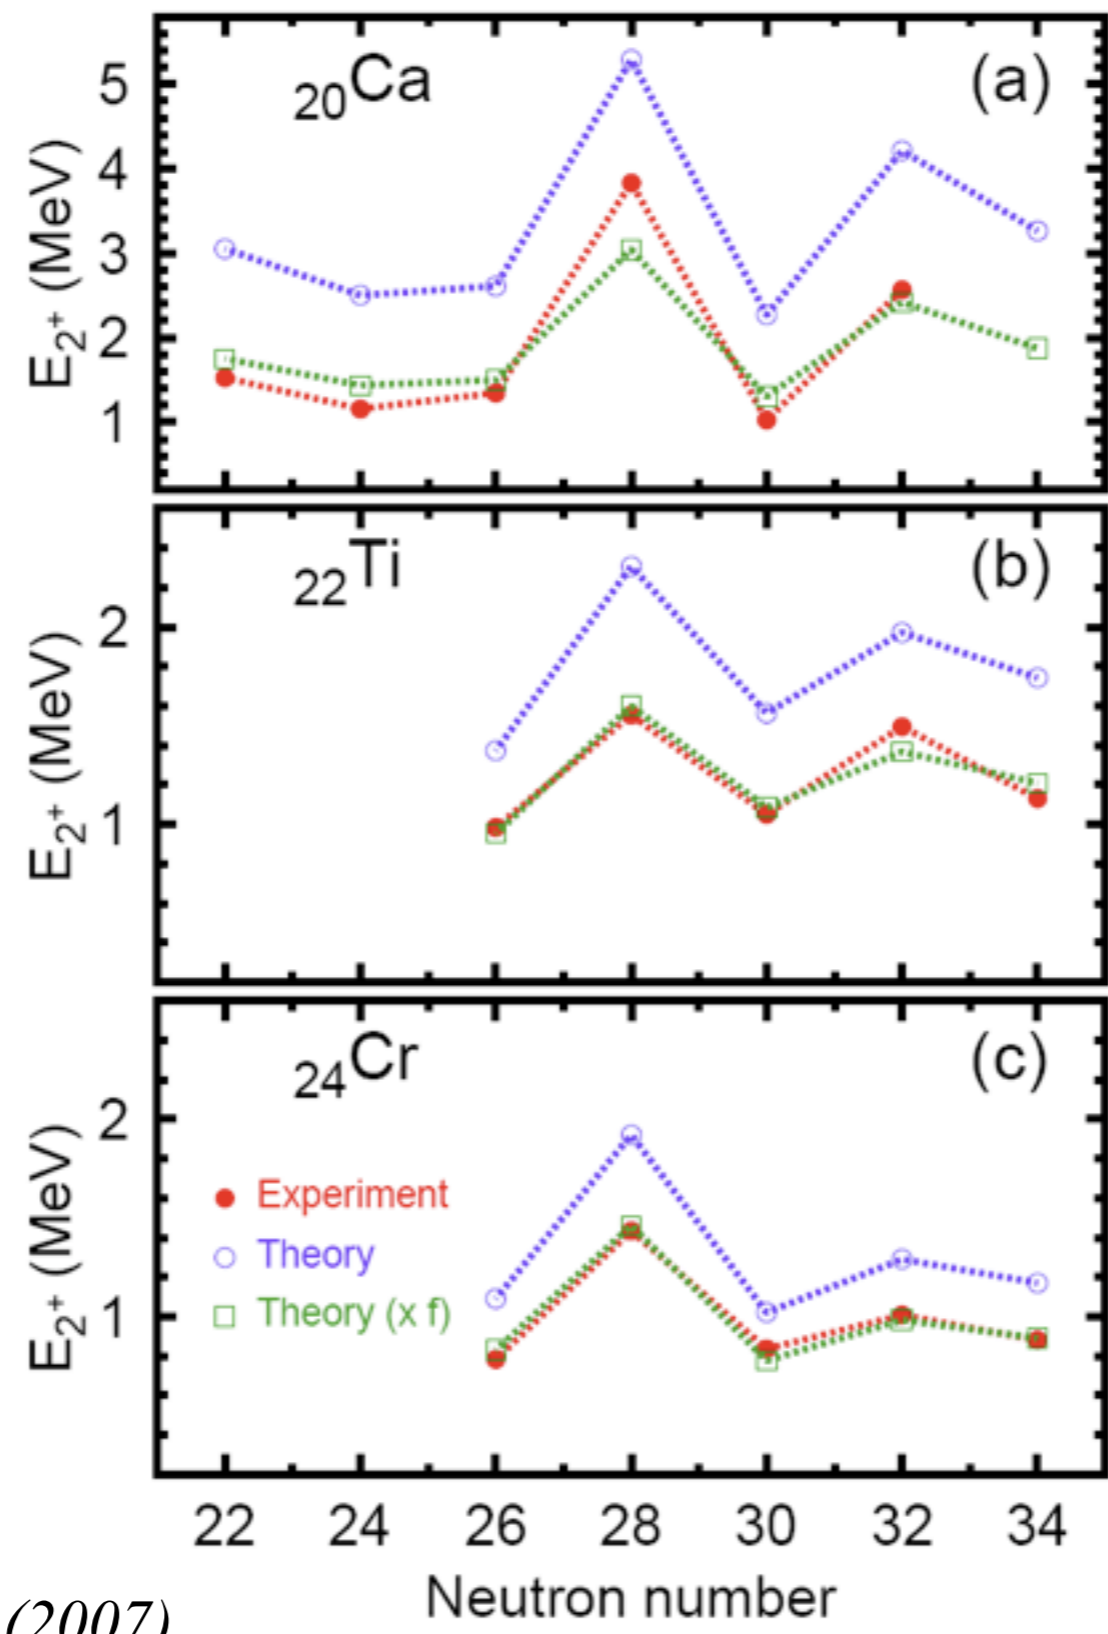 ₂₀Ca (a)
E₂⁺ (MeV)
5
4
3
2
1
₂₂Ti (b)
E₂⁺ (MeV)
2
1
₂₄Cr (c)
E₂⁺ (MeV)
2
1
Experiment
Theory
Theory (x f)
22 24 26 28 30 32 34
Neutron number
(2007)